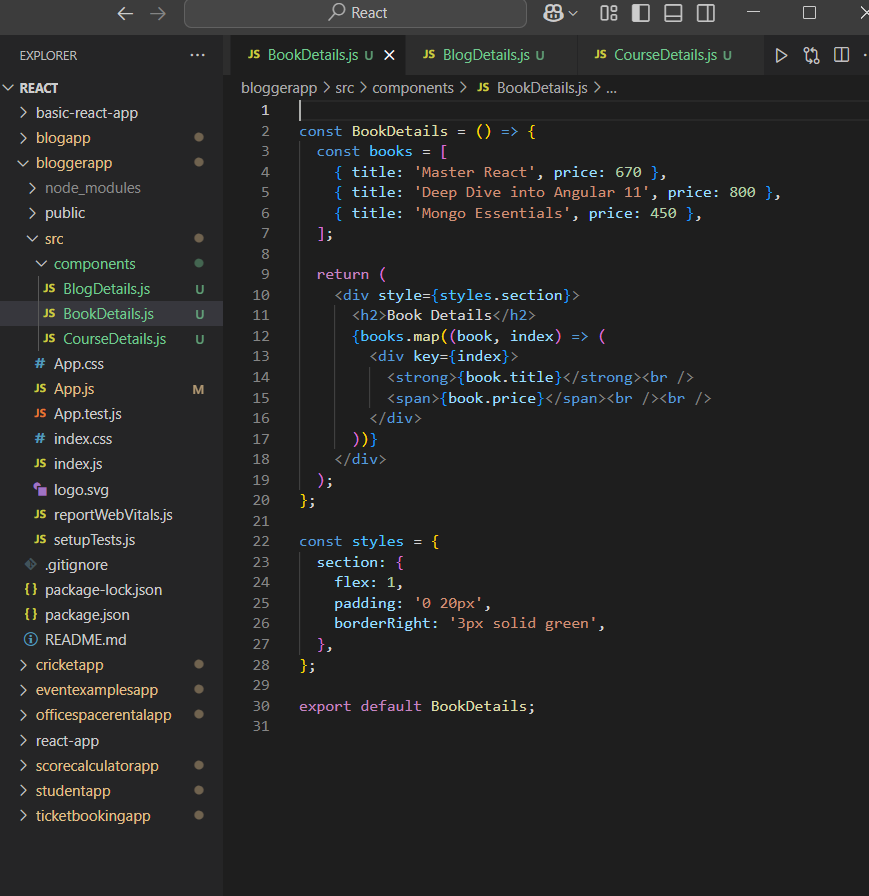 React
EXPLORER
REACT
basic-react-app
blogapp
bloggerapp
node_modules
public
src
components
JS BlogDetails.js U
JS BookDetails.js U
JS CourseDetails.js U
# App.css
JS App.js M
JS App.test.js
# index.css
JS index.js
logo.svg
JS reportWebVitals.js
JS setupTests.js
.gitignore
{} package-lock.json
{} package.json
README.md
cricketapp
eventexamplesapp
officespacerentalapp
react-app
scorecalculatorapp
studentapp
ticketbookingapp
JS BookDetails.js U
JS BlogDetails.js U
JS CourseDetails.js U
bloggerapp > src > components > JS BookDetails.js > ...
1
2 const BookDetails = () => {
3 const books = [
4 { title: 'Master React', price: 670 },
5 { title: 'Deep Dive into Angular 11', price: 800 },
6 { title: 'Mongo Essentials', price: 450 },
7 ];
8
9 return (
10 <div style={styles.section}>
11 <h2>Book Details</h2>
12 {books.map((book, index) => (
13 <div key={index}>
14 <strong>{book.title}</strong><br />
15 <span>{book.price}</span><br /><br />
16 </div>
17 ))}
18 </div>
19 );
20 };
21
22 const styles = {
23 section: {
24 flex: 1,
25 padding: '0 20px',
26 borderRight: '3px solid green',
27 },
28 };
29
30 export default BookDetails;
31